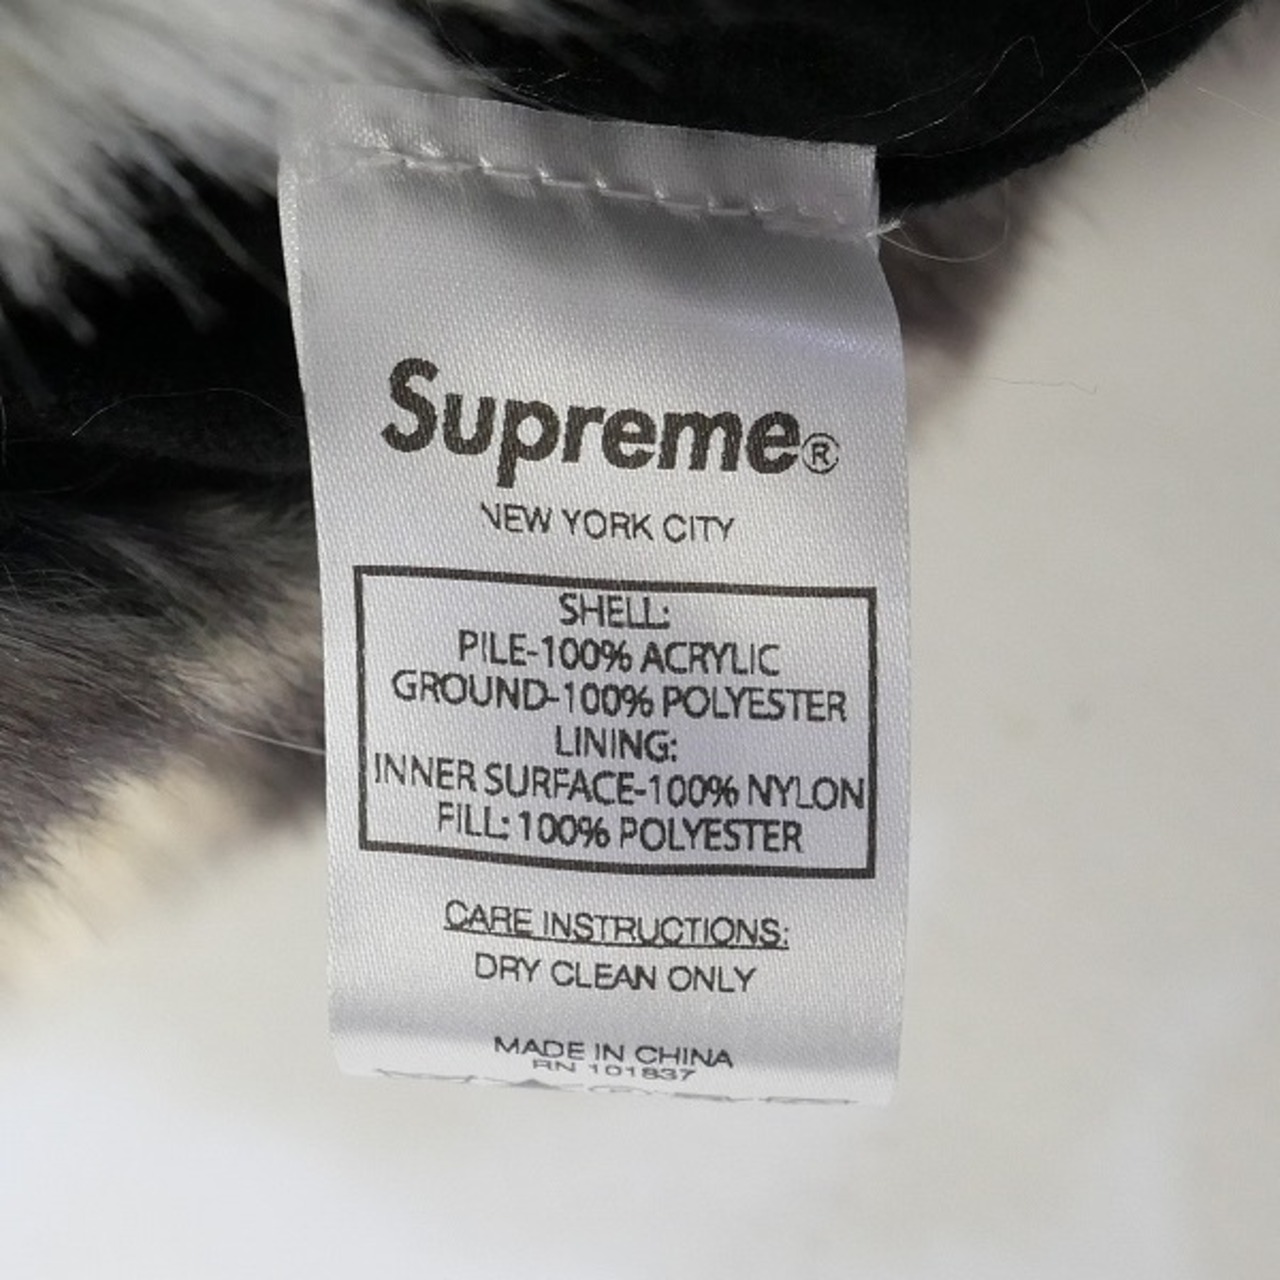 Supreme®
NEW YORK CITY
SHELL:
PILE-100% ACRYLIC
GROUND-100% POLYESTER
LINING:
INNER SURFACE-100% NYLON
FILL: 100% POLYESTER
CARE INSTRUCTIONS:
DRY CLEAN ONLY
MADE IN CHINA
RN 101837